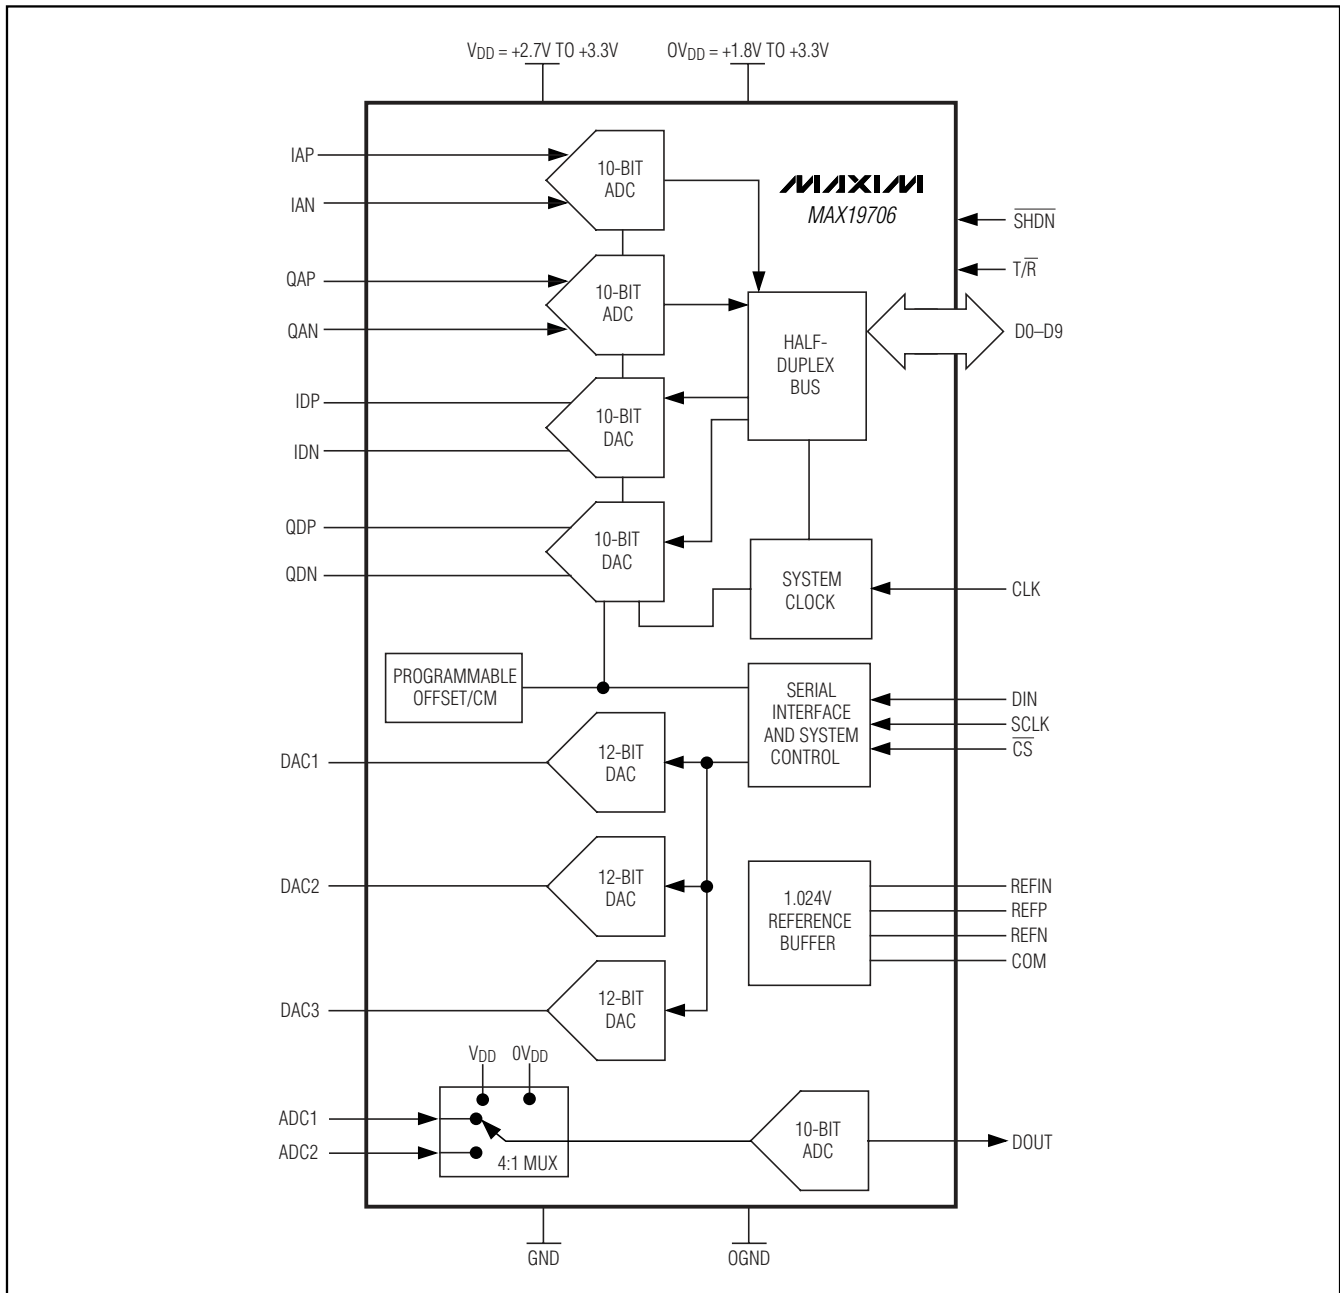 VDD = +2.7V TO +3.3V
OVDD = +1.8V TO +3.3V
IAP
IAN
10-BIT
ADC
MAXIM
MAX19706
SHDN
T/R
QAP
QAN
10-BIT
ADC
HALF-
DUPLEX
BUS
D0–D9
IDP
IDN
10-BIT
DAC
QDP
QDN
10-BIT
DAC
SYSTEM
CLOCK
CLK
PROGRAMMABLE
OFFSET/CM
SERIAL
INTERFACE
AND SYSTEM
CONTROL
DIN
SCLK
CS
DAC1
12-BIT
DAC
DAC2
12-BIT
DAC
1.024V
REFERENCE
BUFFER
REFIN
REFP
REFN
COM
DAC3
12-BIT
DAC
VDD
OVDD
ADC1
ADC2
4:1 MUX
10-BIT
ADC
DOUT
GND
OGND